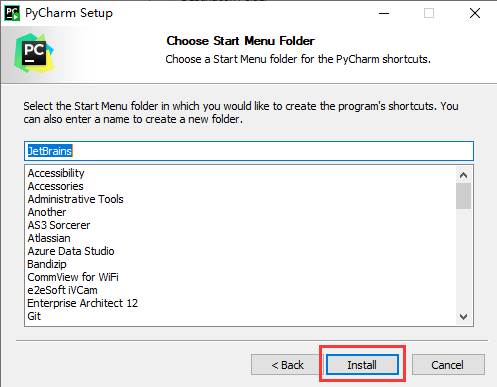 PyCharm Setup
Choose Start Menu Folder
Choose a Start Menu folder for the PyCharm shortcuts.
Select the Start Menu folder in which you would like to create the program's shortcuts. You
can also enter a name to create a new folder.
JetBrains
Accessibility
Accessories
Administrative Tools
Another
AS3 Sorcerer
Atlassian
Azure Data Studio
Bandizip
CommView for WiFi
e2eSoft iVCam
Enterprise Architect 12
Git
< Back
Install
Cancel
PC